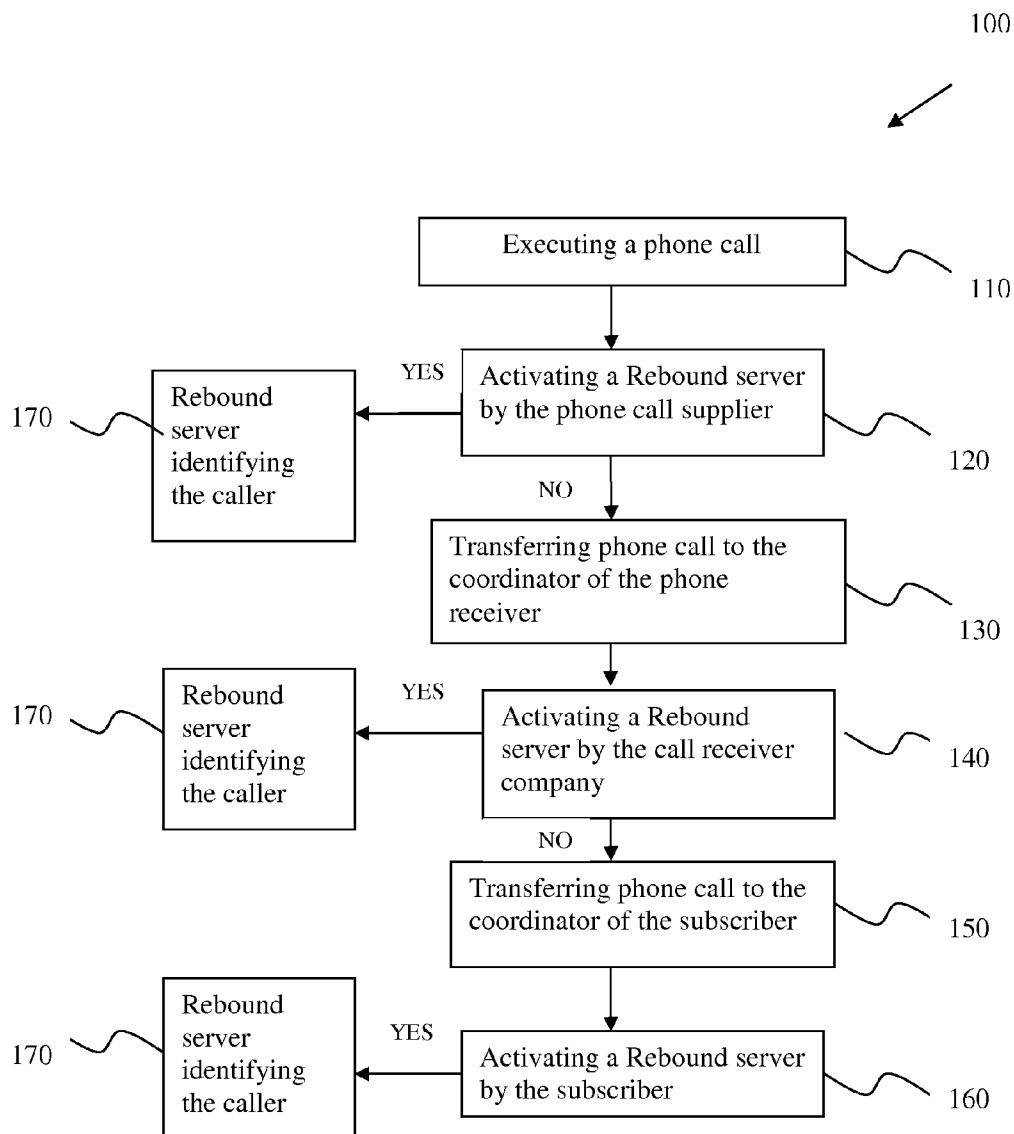 100
Executing a phone call
110
YES
Activating a Rebound server
by the phone call supplier
120
170
Rebound
server
identifying
the caller
NO
Transferring phone call to the
coordinator of the phone
receiver
130
YES
Activating a Rebound
server by the call receiver
company
140
170
Rebound
server
identifying
the caller
NO
Transferring phone call to the
coordinator of the subscriber
150
YES
Activating a Rebound server
by the subscriber
160
170
Rebound
server
identifying
the caller